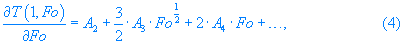 ∂T(1, Fo)/∂Fo = A₂ + 3/2 · A₃ · Fo^(1/2) + 2 · A₄ · Fo + …, (4)